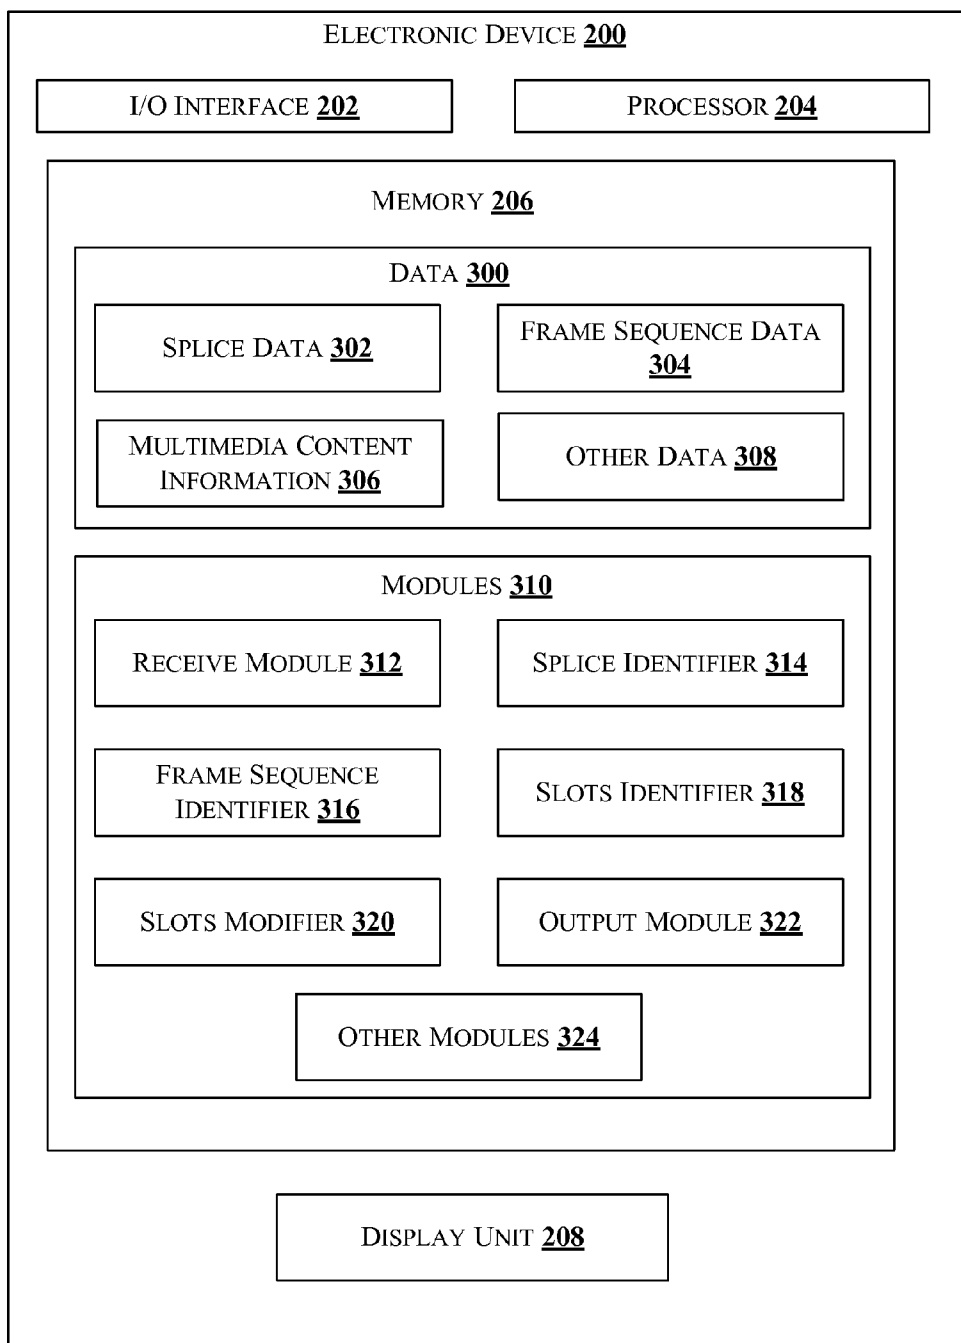 ELECTRONIC DEVICE 200
I/O INTERFACE 202
PROCESSOR 204
MEMORY 206
DATA 300
SPLICE DATA 302
FRAME SEQUENCE DATA
304
MULTIMEDIA CONTENT
INFORMATION 306
OTHER DATA 308
MODULES 310
RECEIVE MODULE 312
SPLICE IDENTIFIER 314
FRAME SEQUENCE
IDENTIFIER 316
SLOTS IDENTIFIER 318
SLOTS MODIFIER 320
OUTPUT MODULE 322
OTHER MODULES 324
DISPLAY UNIT 208